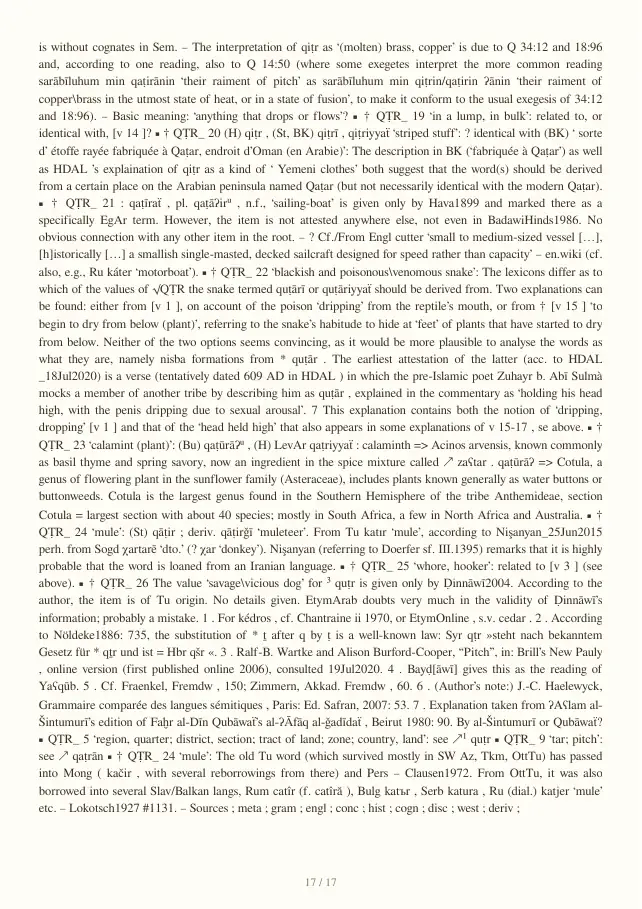 is without cognates in Sem. – The interpretation of qiṭr as ‘(molten) brass, copper’ is due to Q 34:12 and 18:96
and, according to one reading, also to Q 14:50 (where some exegetes interpret the more common reading
sarābīluhum min qaṭirānin ‘their raiment of pitch’ as sarābīluhum min qiṭrin/qaṭirin ʔānin ‘their raiment of
copper\brass in the utmost state of heat, or in a state of fusion’, to make it conform to the usual exegesis of 34:12
and 18:96). – Basic meaning: ‘anything that drops or flows’? ▪ † QṬR_ 19 ‘in a lump, in bulk’: related to, or
identical with, [v 14 ]? ▪ † QṬR_ 20 (H) qiṭr , (St, BK) qiṭrī , qiṭriyyaẗ ‘striped stuff’: ? identical with (BK) ‘ sorte
d’ étoffe rayée fabriquée à Qaṭar, endroit d’Oman (en Arabie)’: The description in BK (‘fabriquée à Qaṭar’) as well
as HDAL ’s explaination of qiṭr as a kind of ‘ Yemeni clothes’ both suggest that the word(s) should be derived
from a certain place on the Arabian peninsula named Qaṭar (but not necessarily identical with the modern Qaṭar).
▪ † QṬR_ 21 : qaṭīraẗ , pl. qaṭāʔirᵘ , n.f., ‘sailing-boat’ is given only by Hava1899 and marked there as a
specifically EgAr term. However, the item is not attested anywhere else, not even in BadawiHinds1986. No
obvious connection with any other item in the root. – ? Cf./From Engl cutter ‘small to medium-sized vessel […],
[h]istorically […] a smallish single-masted, decked sailcraft designed for speed rather than capacity’ – en.wiki (cf.
also, e.g., Ru káter ‘motorboat’). ▪ † QṬR_ 22 ‘blackish and poisonous\venomous snake’: The lexicons differ as to
which of the values of √QṬR the snake termed quṭārī or quṭāriyyaẗ should be derived from. Two explanations can
be found: either from [v 1 ], on account of the poison ‘dripping’ from the reptile’s mouth, or from † [v 15 ] ‘to
begin to dry from below (plant)’, referring to the snake’s habitude to hide at ‘feet’ of plants that have started to dry
from below. Neither of the two options seems convincing, as it would be more plausible to analyse the words as
what they are, namely nisba formations from * quṭār . The earliest attestation of the latter (acc. to HDAL
_18Jul2020) is a verse (tentatively dated 609 AD in HDAL ) in which the pre-Islamic poet Zuhayr b. Abī Sulmà
mocks a member of another tribe by describing him as quṭār , explained in the commentary as ‘holding his head
high, with the penis dripping due to sexual arousal’. 7 This explanation contains both the notion of ‘dripping,
dropping’ [v 1 ] and that of the ‘head held high’ that also appears in some explanations of v 15-17 , se above. ▪ †
QṬR_ 23 ‘calamint (plant)’: (Bu) qaṭūrāʔᵘ , (H) LevAr qaṭriyyaẗ : calaminth => Acinos arvensis, known commonly
as basil thyme and spring savory, now an ingredient in the spice mixture called ↗ zaʕtar . qaṭūrāʔ => Cotula, a
genus of flowering plant in the sunflower family (Asteraceae), includes plants known generally as water buttons or
buttonweeds. Cotula is the largest genus found in the Southern Hemisphere of the tribe Anthemideae, section
Cotula = largest section with about 40 species; mostly in South Africa, a few in North Africa and Australia. ▪ †
QṬR_ 24 ‘mule’: (St) qāṭir ; deriv. qāṭirǧī ‘muleteer’. From Tu katır ‘mule’, according to Nişanyan_25Jun2015
perh. from Sogd χartarē ‘dto.’ (? χar ‘donkey’). Nişanyan (referring to Doerfer sf. III.1395) remarks that it is highly
probable that the word is loaned from an Iranian language. ▪ † QṬR_ 25 ‘whore, hooker’: related to [v 3 ] (see
above). ▪ † QṬR_ 26 The value ‘savage\vicious dog’ for ³ quṭr is given only by Ḍinnāwī2004. According to the
author, the item is of Tu origin. No details given. EtymArab doubts very much in the validity of Ḍinnāwī’s
information; probably a mistake. 1 . For kédros , cf. Chantraine ii 1970, or EtymOnline , s.v. cedar . 2 . According
to Nöldeke1886: 735, the substitution of * ṯ after q by ṭ is a well-known law: Syr qṭr »steht nach bekanntem
Gesetz für * qtr und ist = Hbr qšr «. 3 . Ralf-B. Wartke and Alison Burford-Cooper, “Pitch”, in: Brill’s New Pauly
, online version (first published online 2006), consulted 19Jul2020. 4 . Bayḍ[āwī] gives this as the reading of
Yaʕqūb. 5 . Cf. Fraenkel, Fremdw , 150; Zimmern, Akkad. Fremdw , 60. 6 . (Author’s note:) J.-C. Haelewyck,
Grammaire comparée des langues sémitiques , Paris: Ed. Safran, 2007: 53. 7 . Explanation taken from ʔAʕlam al-
Šintumurī’s edition of Faḫr al-Dīn Qubāwaï’s al-ʔĀfāq al-ǧadīdaẗ , Beirut 1980: 90. By al-Šintumurī or Qubāwaẗ?
▪ QṬR_ 5 ‘region, quarter; district, section; tract of land; zone; country, land’: see ↗¹ quṭr ▪ QṬR_ 9 ‘tar; pitch’:
see ↗ qaṭrān ▪ † QṬR_ 24 ‘mule’: The old Tu word (which survived mostly in SW Az, Tkm, OttTu) has passed
into Mong ( kačir , with several reborrowings from there) and Pers – Clauson1972. From OttTu, it was also
borrowed into several Slav/Balkan langs, Rum catîr (f. catîră ), Bulg katъr , Serb katura , Ru (dial.) katjer ‘mule’
etc. – Lokotsch1927 #1131. – Sources ; meta ; gram ; engl ; conc ; hist ; cogn ; disc ; west ; deriv ;
17 / 17